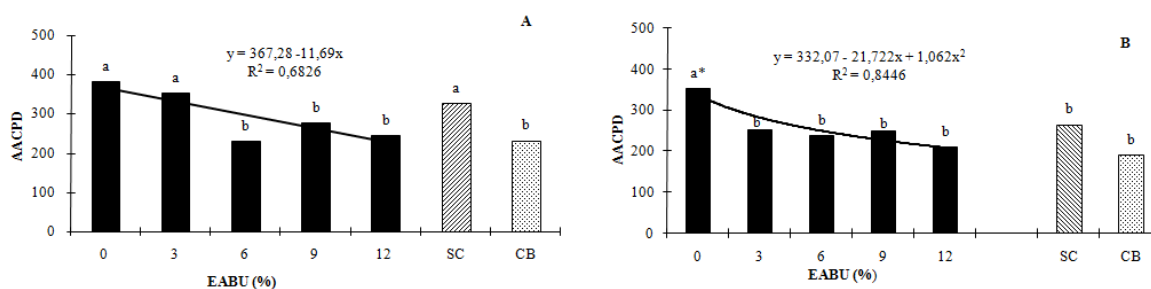 A
500
400
300
200
100
0
AACPD
y = 367,28 -11,69x
R² = 0,6826
a
a
b
b
b
a
b
0
3
6
9
12
SC
CB
EABU (%)
B
500
400
300
200
100
0
AACPD
y = 332,07 - 21,722x + 1,062x²
R² = 0,8446
a*
b
b
b
b
b
b
0
3
6
9
12
SC
CB
EABU (%)